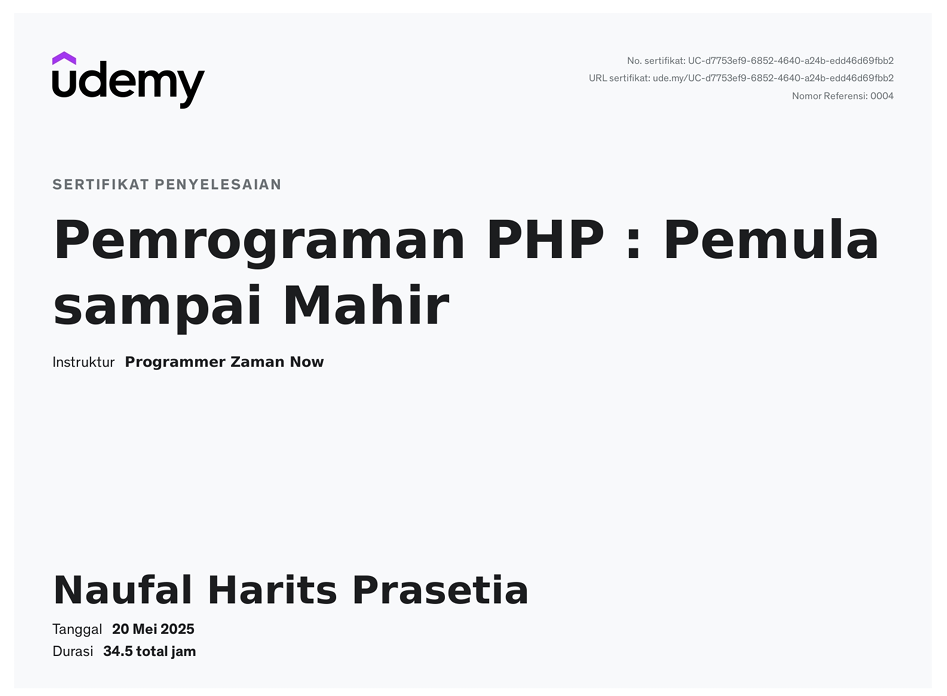 udemy
No. sertifikat: UC-d7753ef9-6852-4640-a24b-edd46d69fbb2
URL sertifikat: ude.my/UC-d7753ef9-6852-4640-a24b-edd46d69fbb2
Nomor Referensi: 0004
SERTIFIKAT PENYELESAIAN
Pemrograman PHP : Pemula
sampai Mahir
Instruktur Programmer Zaman Now
Naufal Harits Prasetia
Tanggal 20 Mei 2025
Durasi 34.5 total jam